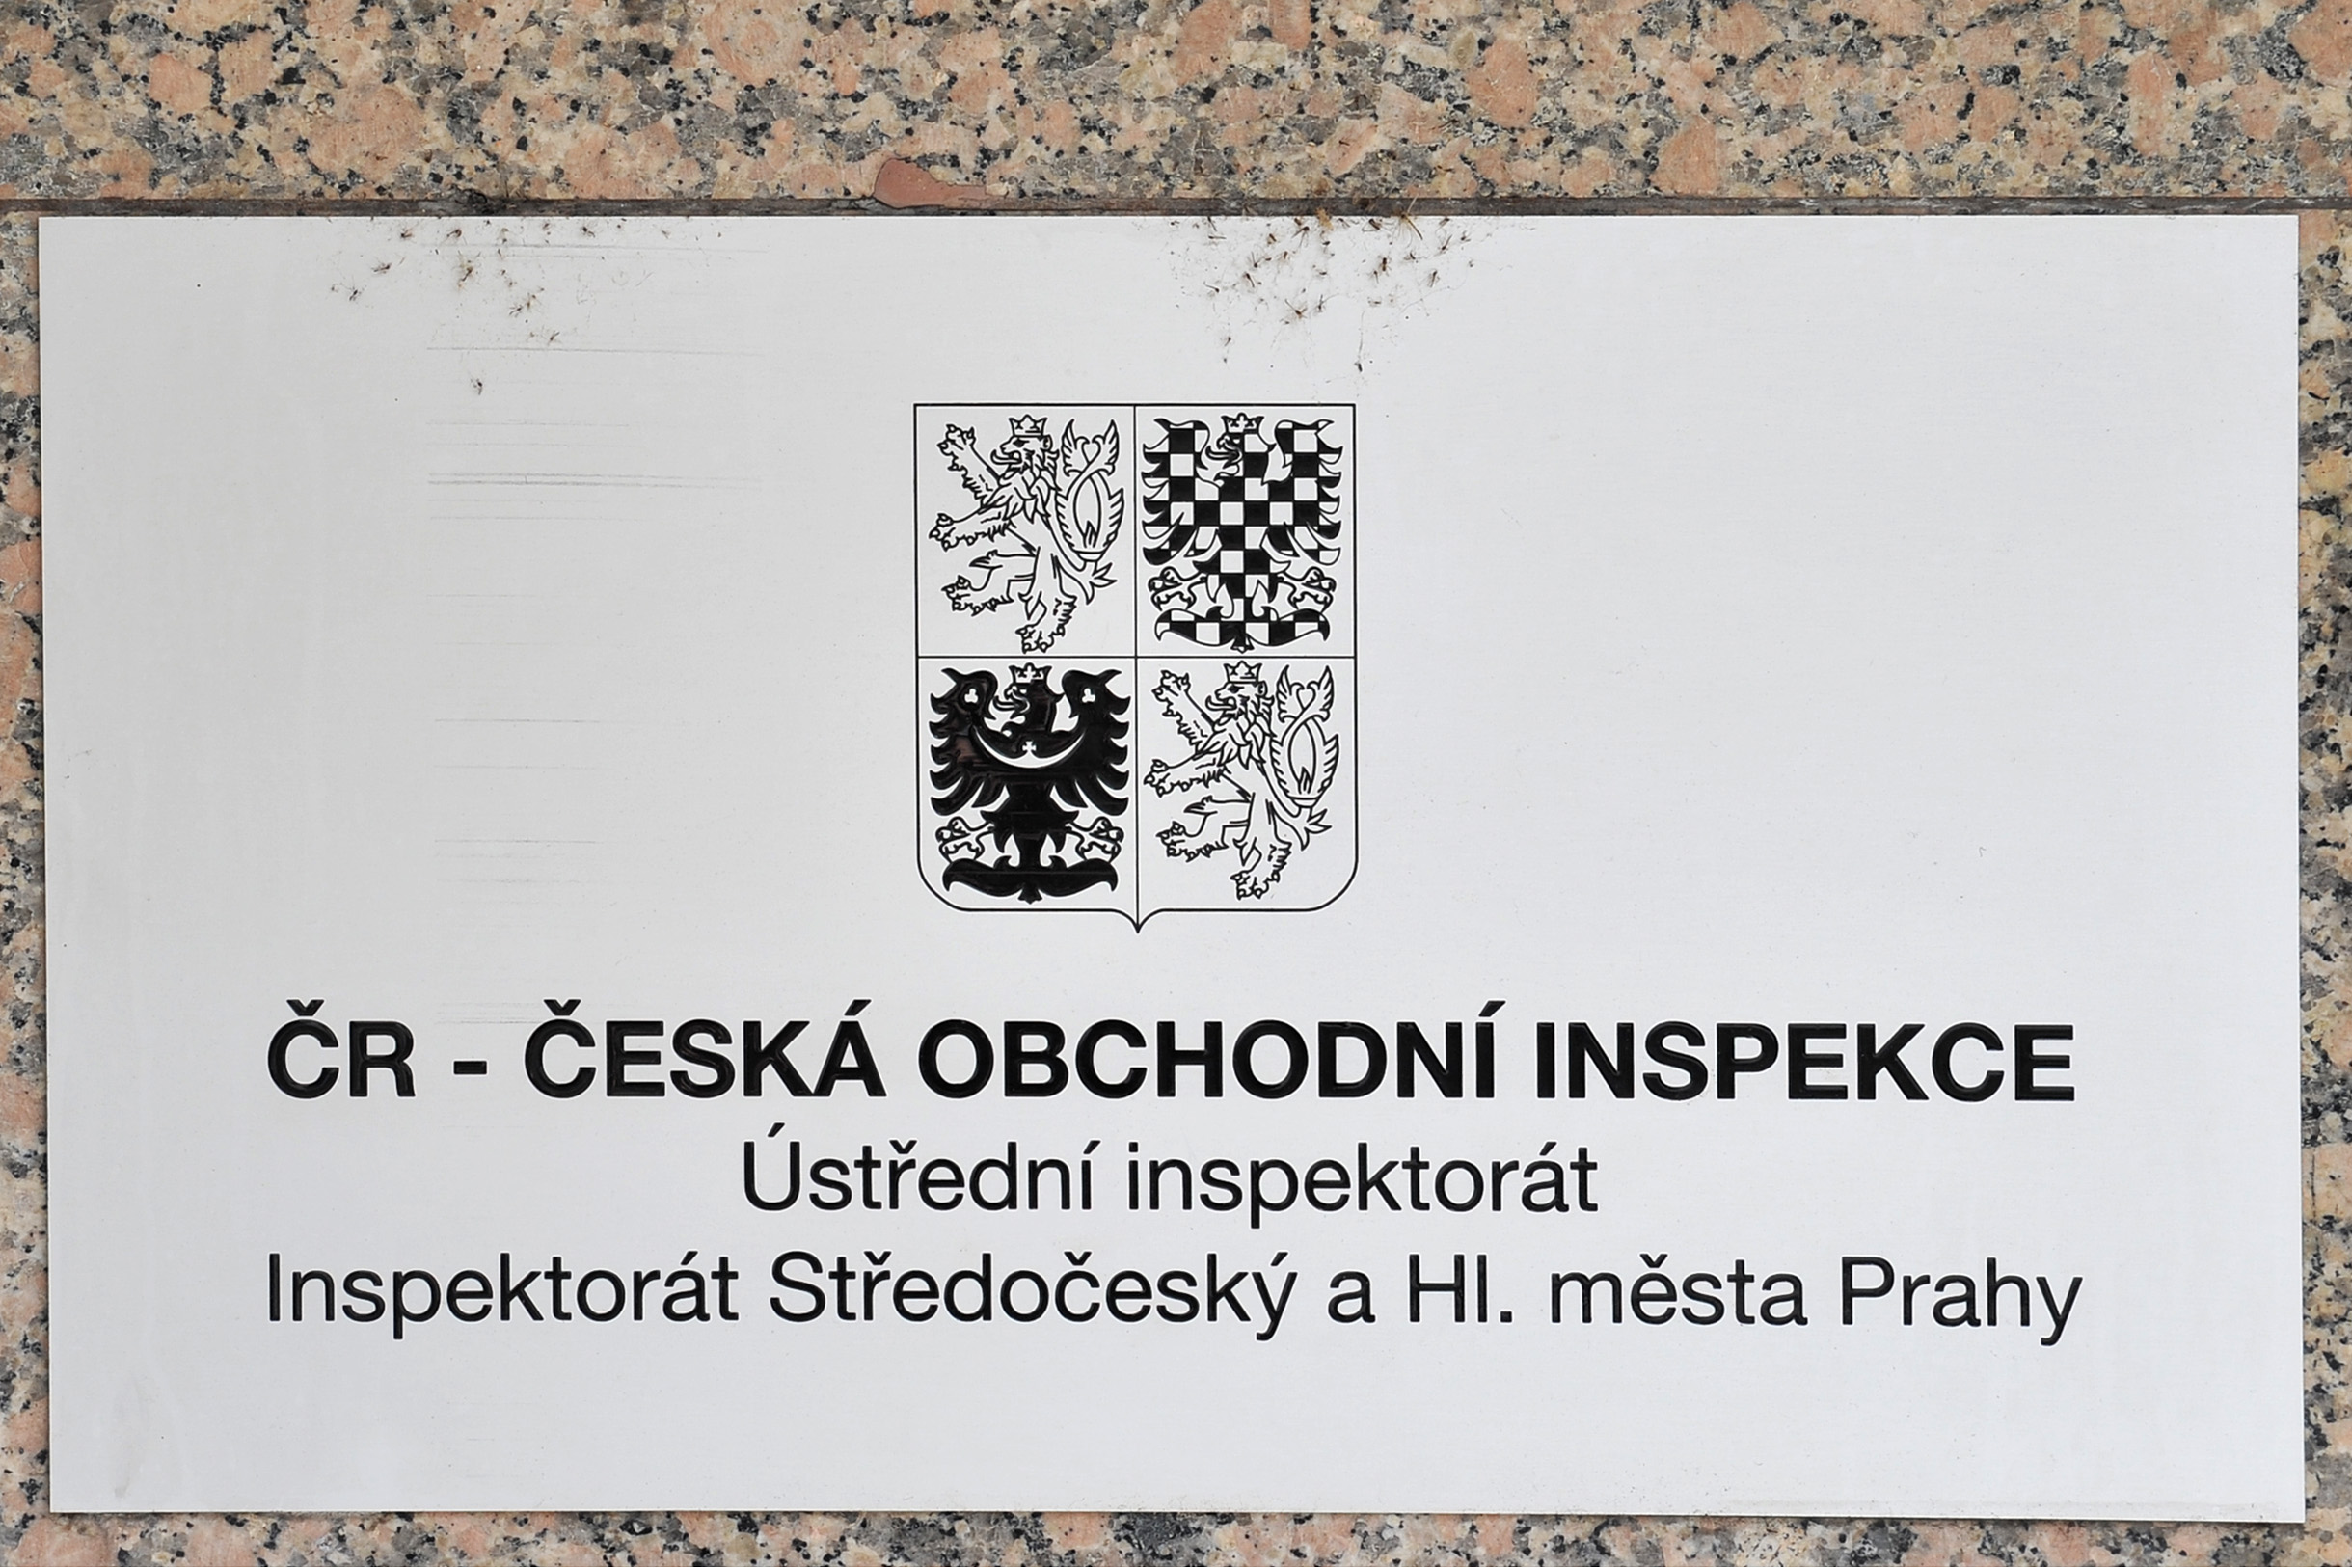 ČR - ČESKÁ OBCHODNÍ INSPEKCE
Ústřední inspektorát
Inspektorát Středočeský a Hl. města Prahy